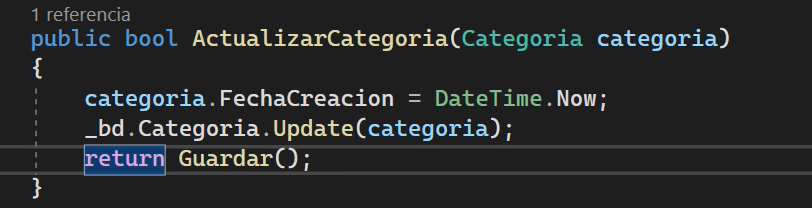 1 referencia
public bool ActualizarCategoria(Categoria categoria)
{
categoria.FechaCreacion = DateTime.Now;
_bd.Categoria.Update(categoria);
return Guardar();
}